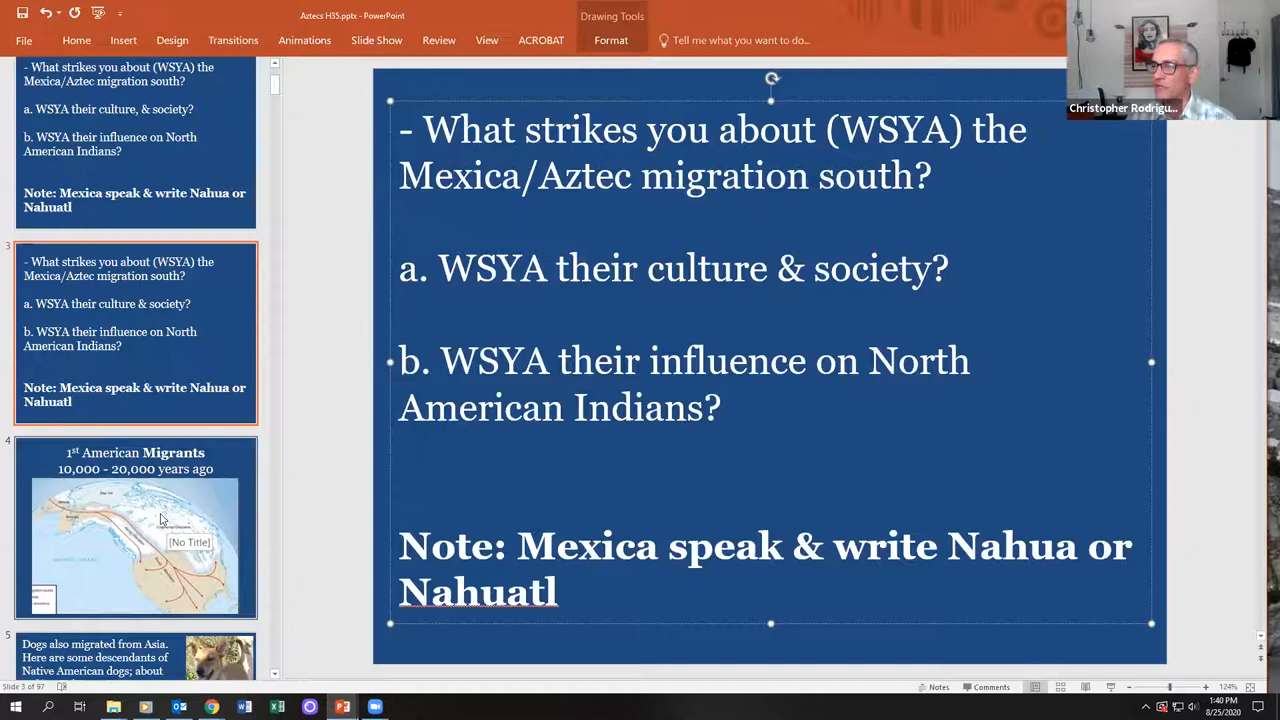 Aztecs H35.pptx - PowerPoint
Drawing Tools
File
Home
Insert
Design
Transitions
Animations
Slide Show
Review
View
ACROBAT
Format
Tell me what you want to do...
Christopher Rodrigu...
- What strikes you about (WSYA) the
Mexica/Aztec migration south?
a. WSYA their culture, & society?
b. WSYA their influence on North
American Indians?
Note: Mexica speak & write Nahua or
Nahuatl
3
- What strikes you about (WSYA) the
Mexica/Aztec migration south?
a. WSYA their culture & society?
b. WSYA their influence on North
American Indians?
Note: Mexica speak & write Nahua or
Nahuatl
4
1st American Migrants
10,000 - 20,000 years ago
[No Title]
5
Dogs also migrated from Asia.
Here are some descendants of
Native American dogs; about
- What strikes you about (WSYA) the
Mexica/Aztec migration south?
a. WSYA their culture & society?
b. WSYA their influence on North
American Indians?
Note: Mexica speak & write Nahua or
Nahuatl
Slide 3 of 97
Notes
Comments
124%
1:40 PM
8/25/2020